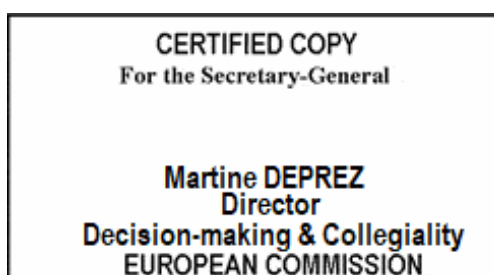 CERTIFIED COPY
For the Secretary-General
Martine DEPREZ
Director
Decision-making & Collegiality
EUROPEAN COMMISSION